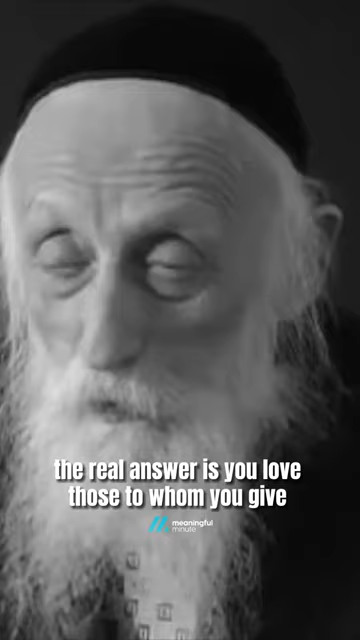 the real answer is you love
those to whom you give
meaningful
minute